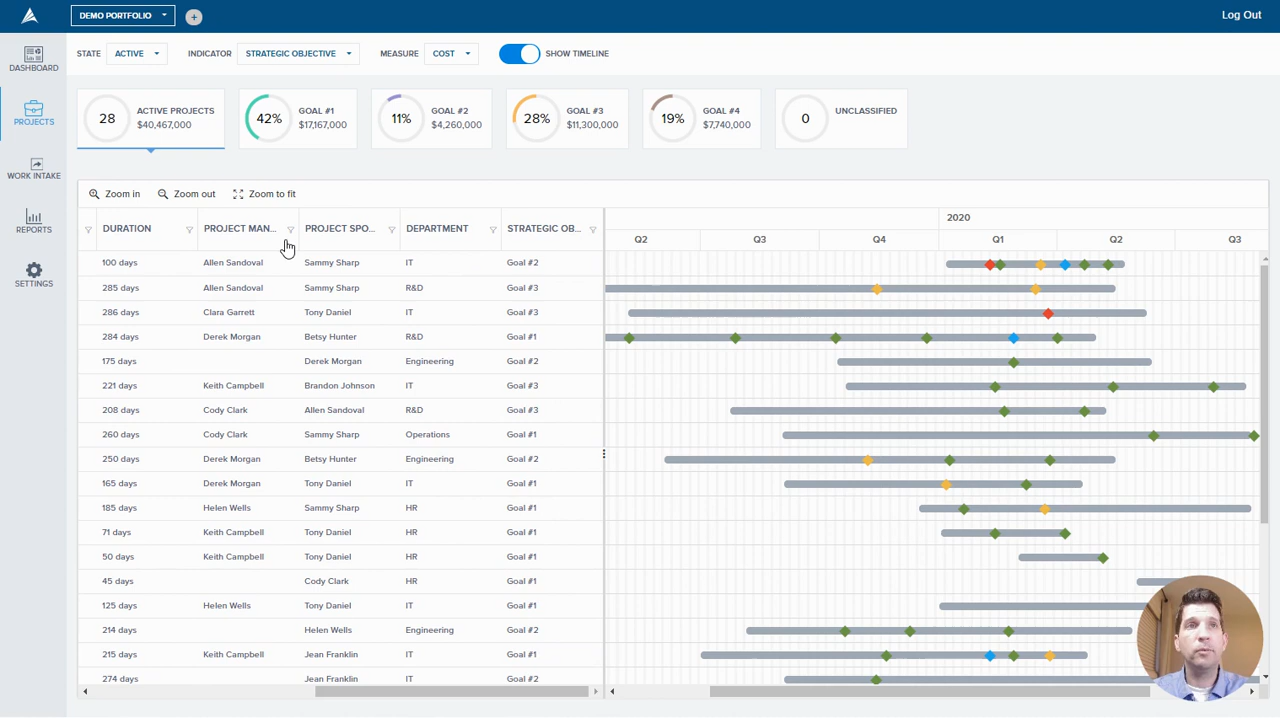 DEMO PORTFOLIO
Log Out
DASHBOARD
PROJECTS
WORK INTAKE
REPORTS
SETTINGS
STATE ACTIVE INDICATOR STRATEGIC OBJECTIVE MEASURE COST SHOW TIMELINE
28 ACTIVE PROJECTS $40,467,000
42% GOAL #1 $17,167,000
11% GOAL #2 $4,260,000
28% GOAL #3 $11,300,000
19% GOAL #4 $7,740,000
0 UNCLASSIFIED
Zoom in Zoom out Zoom to fit
2020
DURATION PROJECT MAN... PROJECT SPO... DEPARTMENT STRATEGIC OB...
Q2 Q3 Q4 Q1 Q2 Q3
100 days Allen Sandoval Sammy Sharp IT Goal #2
285 days Allen Sandoval Sammy Sharp R&D Goal #3
286 days Clara Garrett Tony Daniel IT Goal #3
284 days Derek Morgan Betsy Hunter R&D Goal #1
175 days Derek Morgan Engineering Goal #2
221 days Keith Campbell Brandon Johnson IT Goal #3
208 days Cody Clark Allen Sandoval R&D Goal #3
260 days Cody Clark Sammy Sharp Operations Goal #1
250 days Derek Morgan Betsy Hunter Engineering Goal #2
165 days Derek Morgan Tony Daniel IT Goal #1
185 days Helen Wells Sammy Sharp HR Goal #1
71 days Keith Campbell Tony Daniel HR Goal #1
50 days Keith Campbell Tony Daniel HR Goal #1
45 days Cody Clark HR Goal #1
125 days Helen Wells Tony Daniel IT Goal #1
214 days Helen Wells Engineering Goal #2
215 days Keith Campbell Jean Franklin IT Goal #1
274 days Jean Franklin IT Goal #1